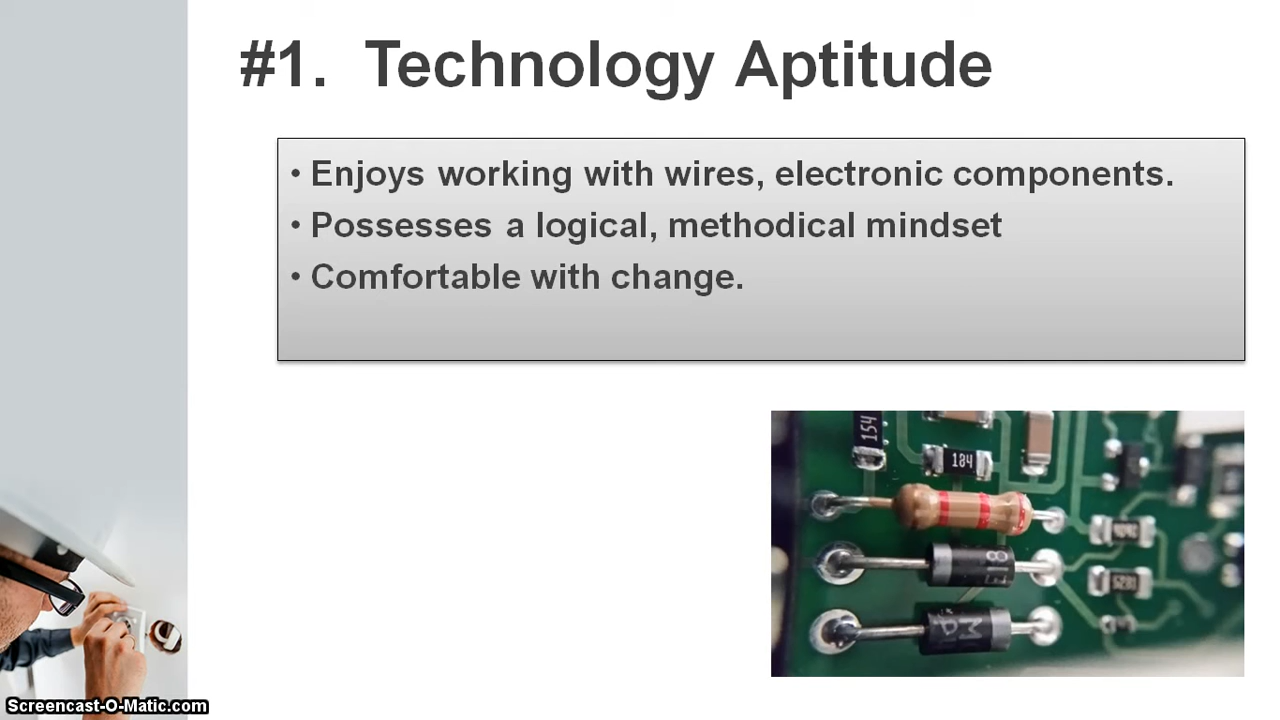 #1. Technology Aptitude
• Enjoys working with wires, electronic components.
• Possesses a logical, methodical mindset
• Comfortable with change.
154
184
Screencast-O-Matic.com